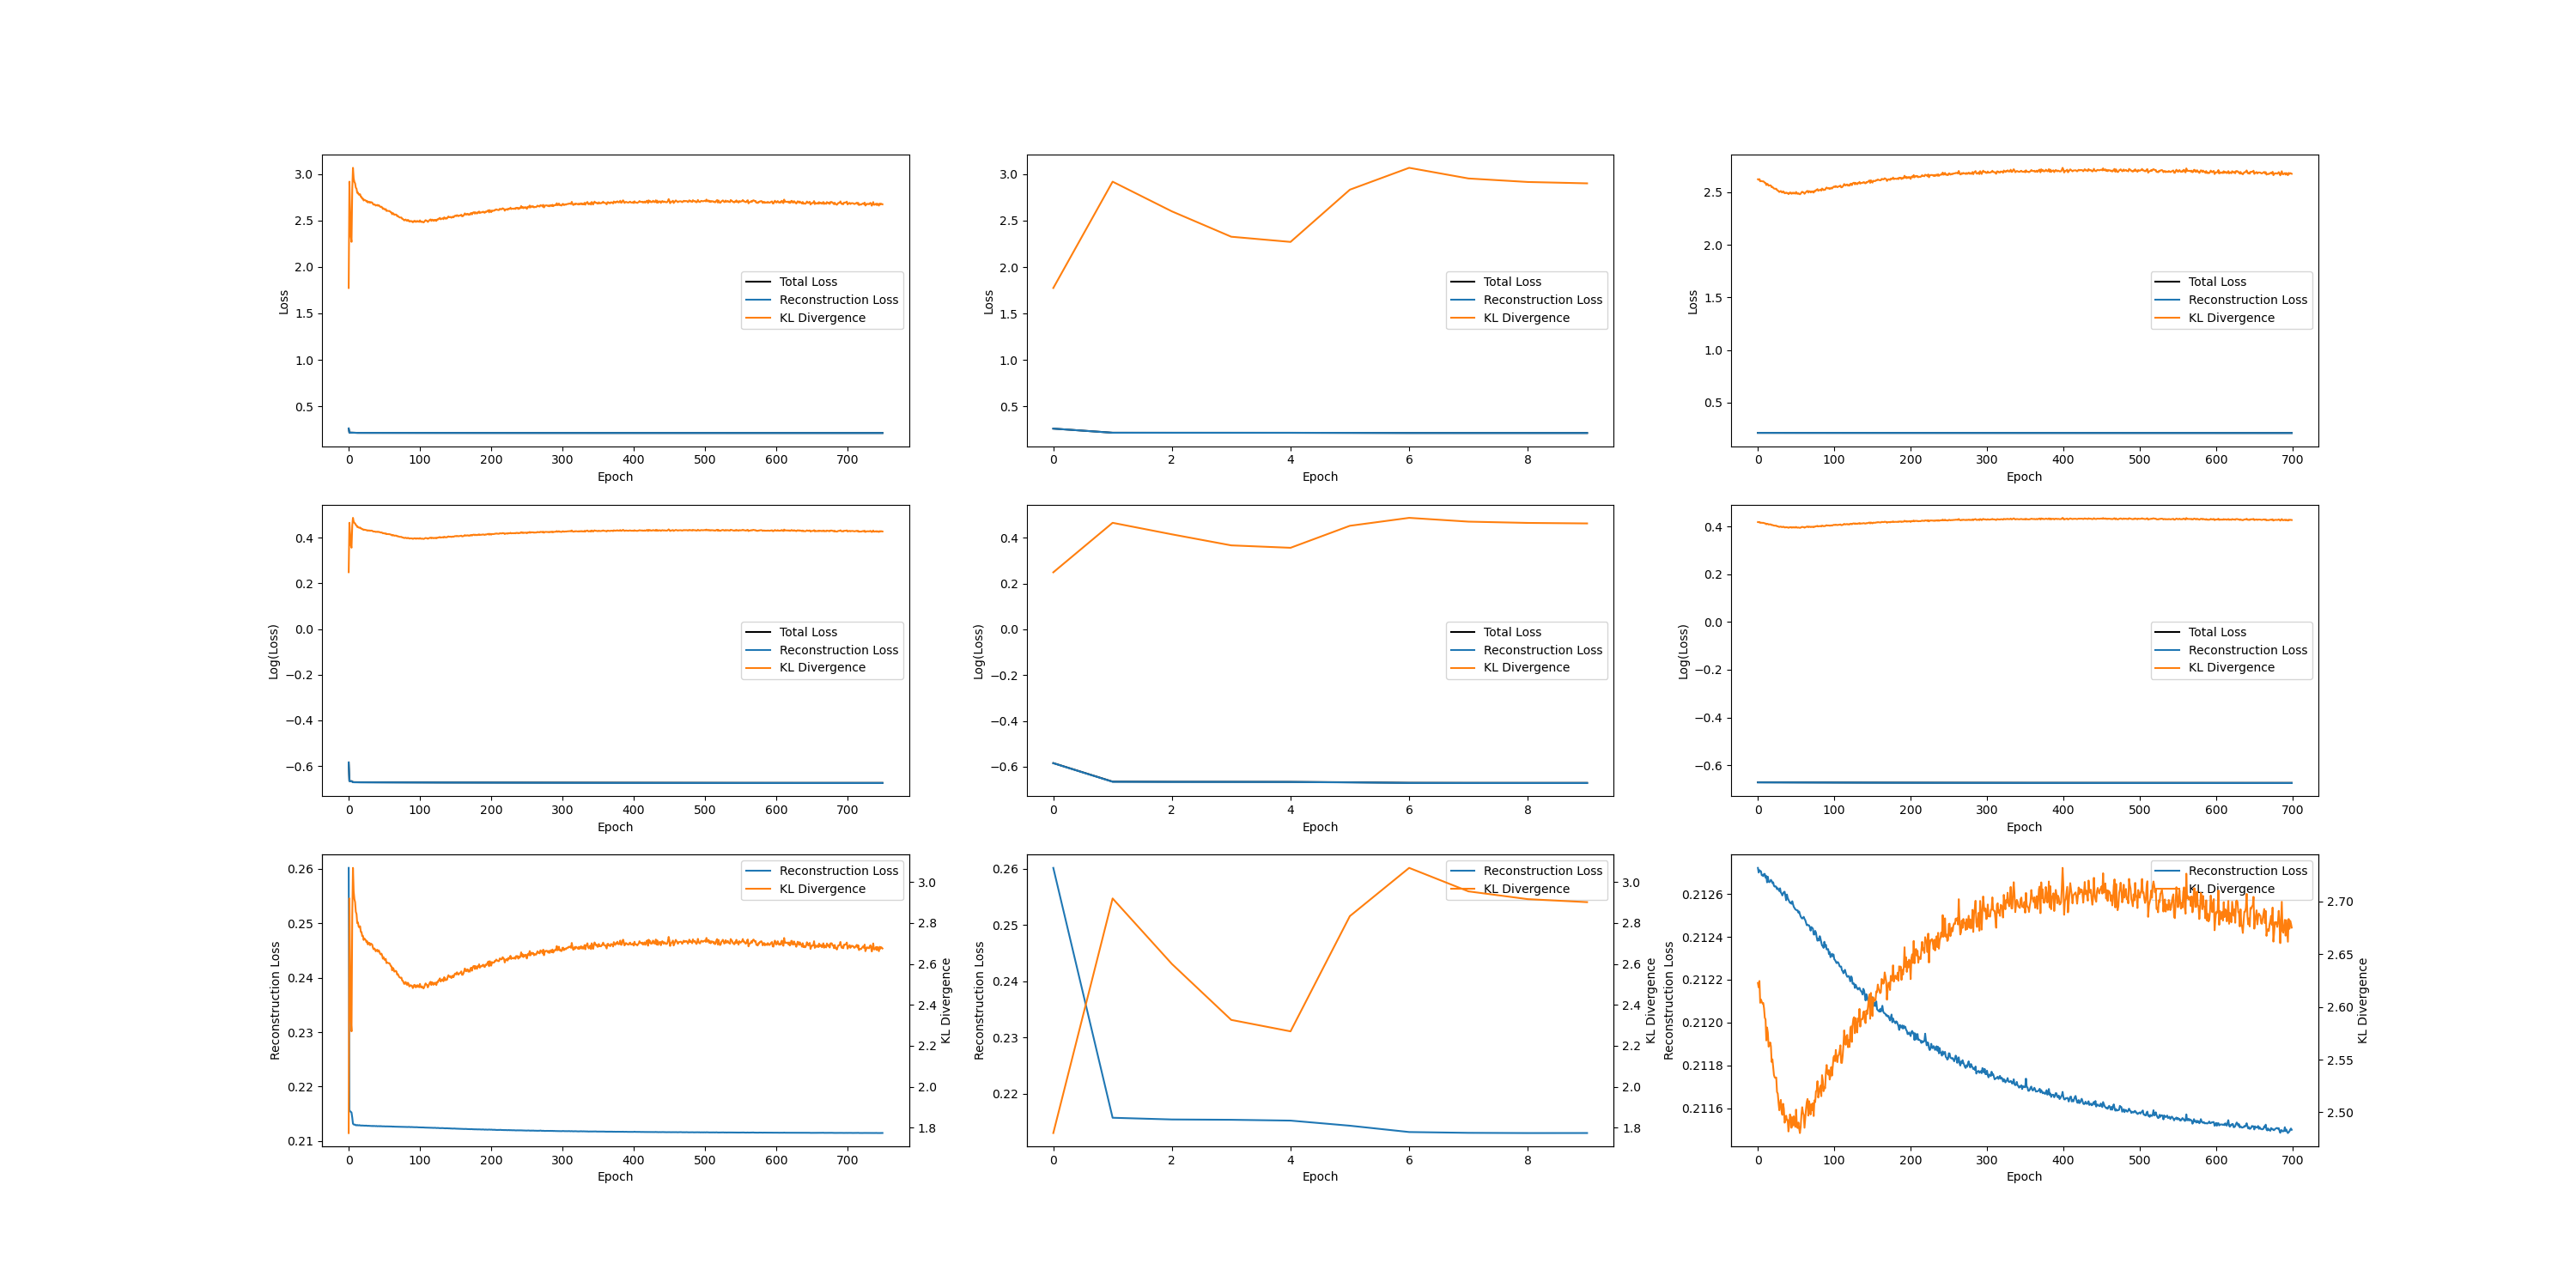 3.0
2.5
2.0
1.5
1.0
0.5
Loss
0 100 200 300 400 500 600 700
Epoch
Total Loss
Reconstruction Loss
KL Divergence
3.0
2.5
2.0
1.5
1.0
0.5
Loss
0 2 4 6 8
Epoch
Total Loss
Reconstruction Loss
KL Divergence
2.5
2.0
1.5
1.0
0.5
Loss
0 100 200 300 400 500 600 700
Epoch
Total Loss
Reconstruction Loss
KL Divergence
0.4
0.2
0.0
−0.2
−0.4
−0.6
Log(Loss)
0 100 200 300 400 500 600 700
Epoch
Total Loss
Reconstruction Loss
KL Divergence
0.4
0.2
0.0
−0.2
−0.4
−0.6
Log(Loss)
0 2 4 6 8
Epoch
Total Loss
Reconstruction Loss
KL Divergence
0.4
0.2
0.0
−0.2
−0.4
−0.6
Log(Loss)
0 100 200 300 400 500 600 700
Epoch
Total Loss
Reconstruction Loss
KL Divergence
0.26
0.25
0.24
0.23
0.22
0.21
Reconstruction Loss
0 100 200 300 400 500 600 700
Epoch
Reconstruction Loss
KL Divergence
3.0
2.8
2.6
2.4
2.2
2.0
1.8
KL Divergence
0.26
0.25
0.24
0.23
0.22
Reconstruction Loss
0 2 4 6 8
Epoch
Reconstruction Loss
KL Divergence
3.0
2.8
2.6
2.4
2.2
2.0
1.8
KL Divergence
0.2126
0.2124
0.2122
0.2120
0.2118
0.2116
Reconstruction Loss
0 100 200 300 400 500 600 700
Epoch
Reconstruction Loss
KL Divergence
2.70
2.65
2.60
2.55
2.50
KL Divergence